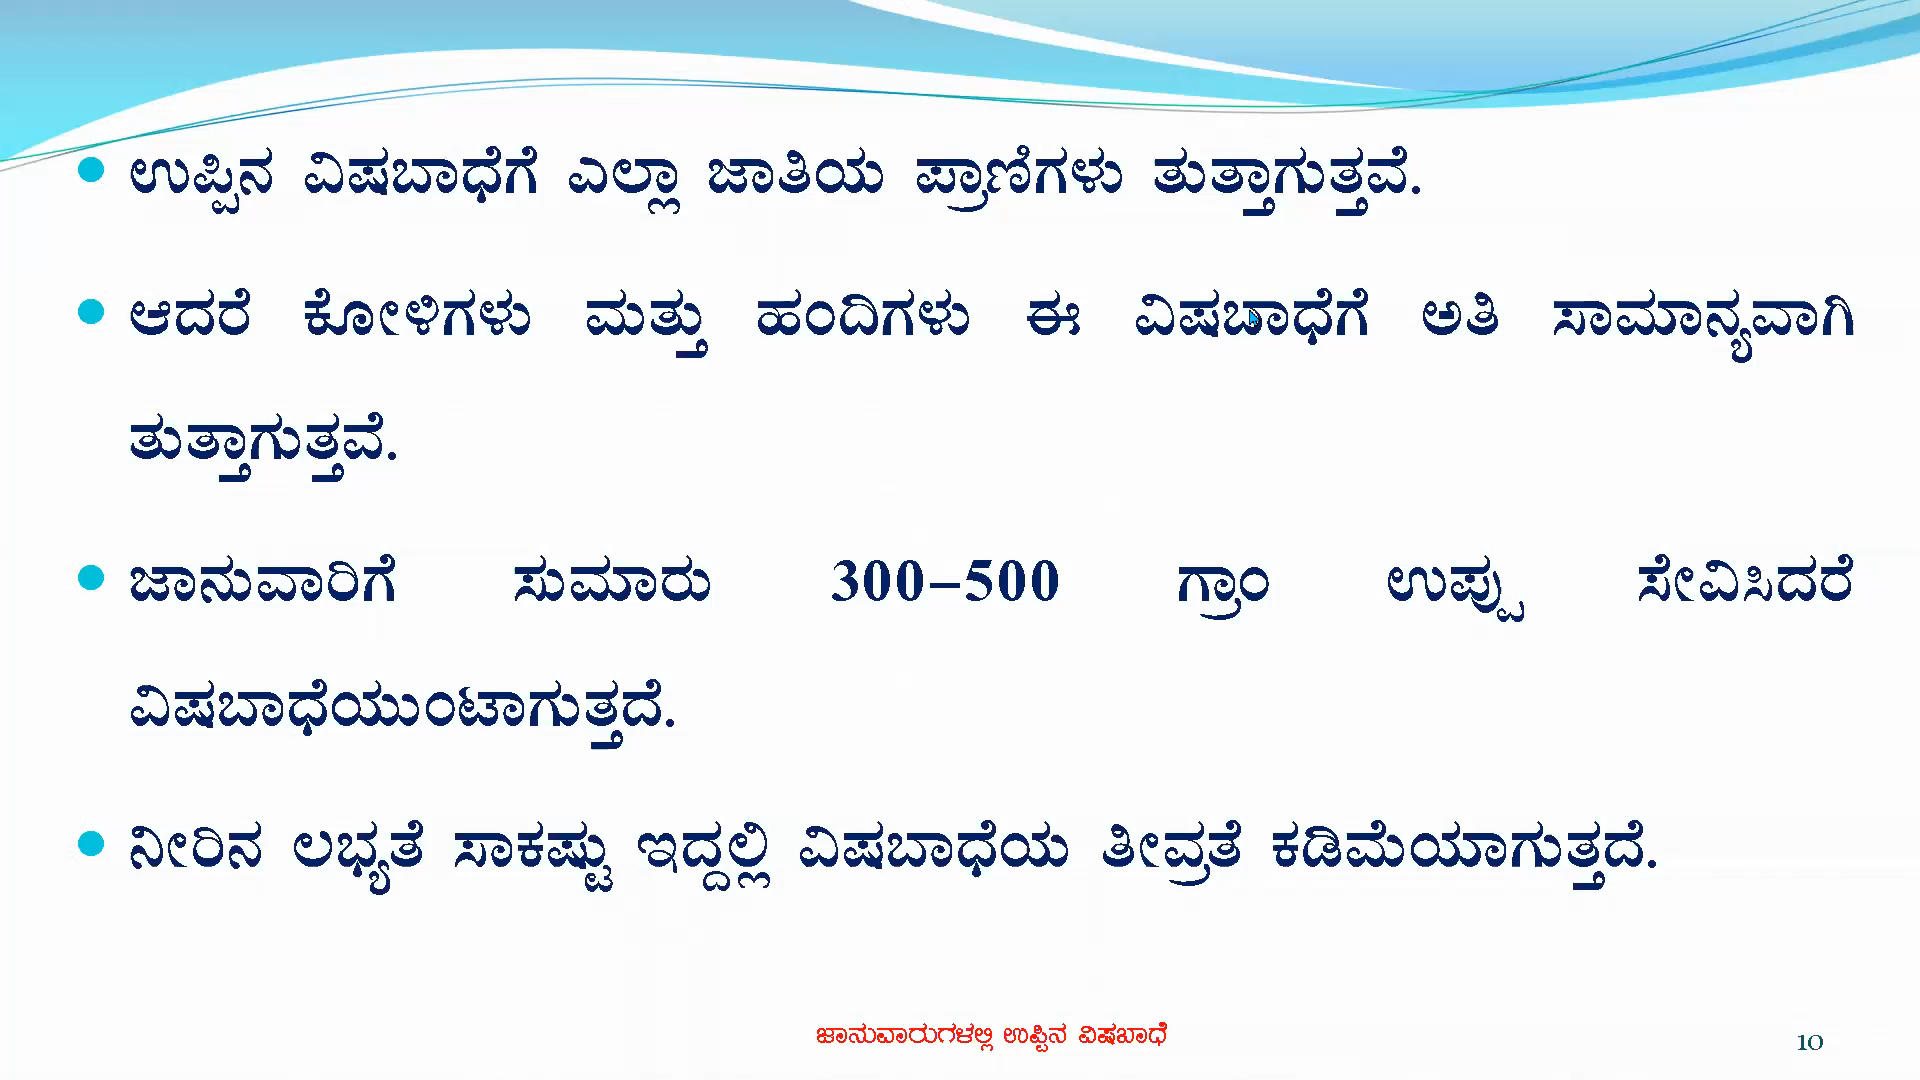 ಉಪ್ಪಿನ ವಿಷಬಾಧೆಗೆ ಎಲ್ಲಾ ಜಾತಿಯ ಪ್ರಾಣಿಗಳು ತುತ್ತಾಗುತ್ತವೆ.
ಆದರೆ ಕೋಳಿಗಳು ಮತ್ತು ಹಂದಿಗಳು ಈ ವಿಷಬಾಧೆಗೆ ಅತಿ ಸಾಮಾನ್ಯವಾಗಿ
ತುತ್ತಾಗುತ್ತವೆ.
ಜಾನುವಾರಿಗೆ ಸುಮಾರು 300–500 ಗ್ರಾಂ ಉಪ್ಪು ಸೇವಿಸಿದರೆ
ವಿಷಬಾಧೆಯುಂಟಾಗುತ್ತದೆ.
ನೀರಿನ ಲಭ್ಯತೆ ಸಾಕಷ್ಟು ಇದ್ದಲ್ಲಿ ವಿಷಬಾಧೆಯ ತೀವ್ರತೆ ಕಡಿಮೆಯಾಗುತ್ತದೆ.
ಜಾನುವಾರುಗಳಲ್ಲಿ ಉಪ್ಪಿನ ವಿಷಬಾಧೆ
10